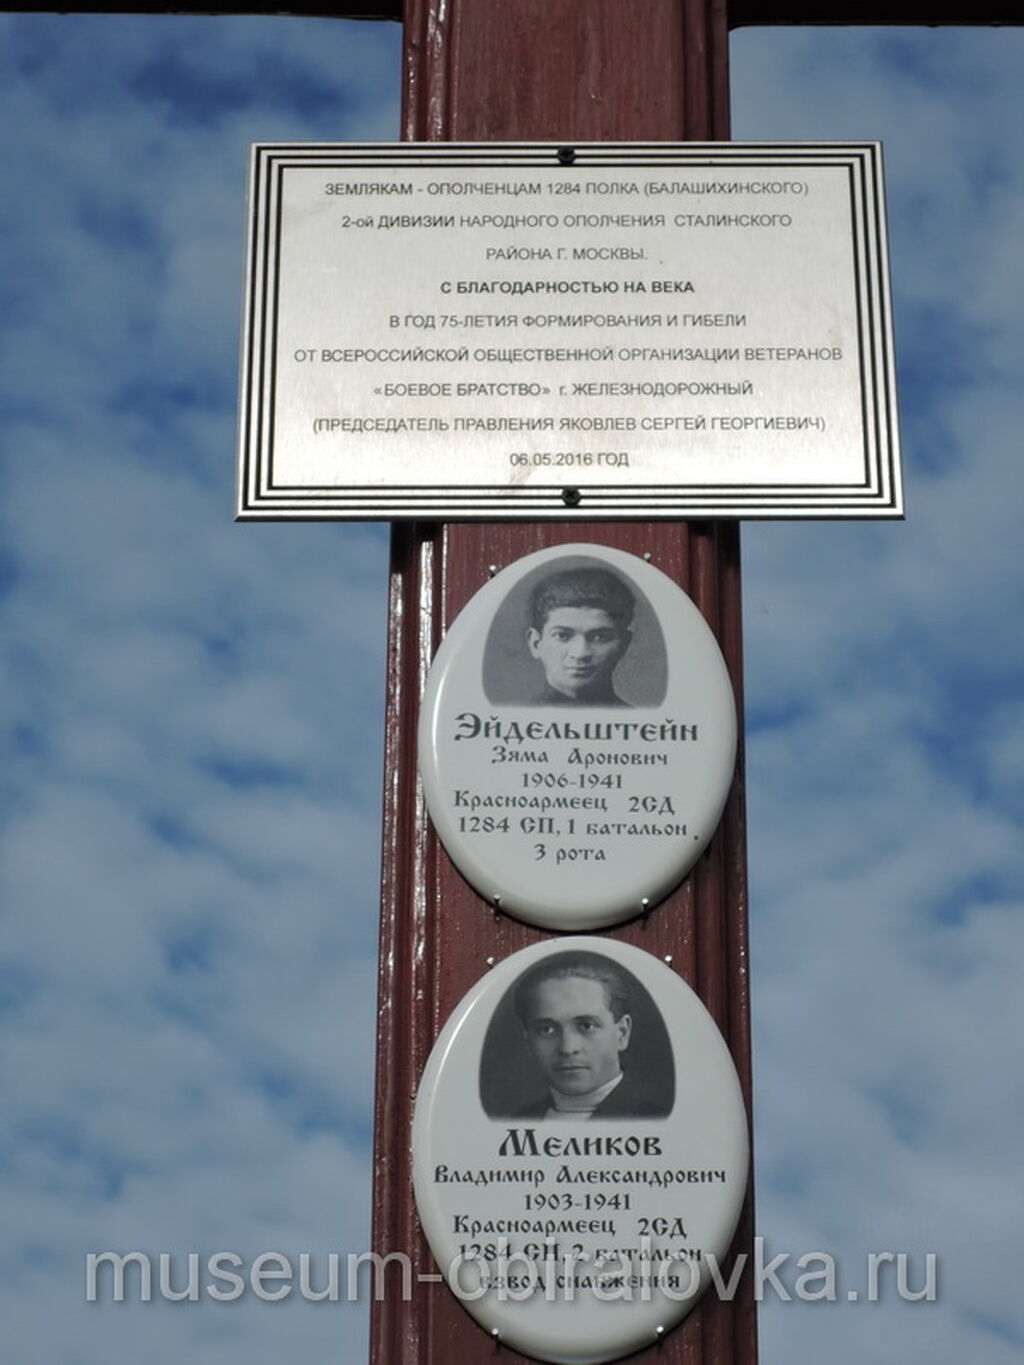 ЗЕМЛЯКАМ - ОПОЛЧЕНЦАМ 1284 ПОЛКА (БАЛАШИХИНСКОГО)
2-ой ДИВИЗИИ НАРОДНОГО ОПОЛЧЕНИЯ СТАЛИНСКОГО
РАЙОНА Г. МОСКВЫ.
С БЛАГОДАРНОСТЬЮ НА ВЕКА
В ГОД 75-ЛЕТИЯ ФОРМИРОВАНИЯ И ГИБЕЛИ
ОТ ВСЕРОССИЙСКОЙ ОБЩЕСТВЕННОЙ ОРГАНИЗАЦИИ ВЕТЕРАНОВ
«БОЕВОЕ БРАТСТВО» г. ЖЕЛЕЗНОДОРОЖНЫЙ
(ПРЕДСЕДАТЕЛЬ ПРАВЛЕНИЯ ЯКОВЛЕВ СЕРГЕЙ ГЕОРГИЕВИЧ)
06.05.2016 ГОД
Эйдельштейн
Зяма Аронович
1906-1941
Красноармеец 2СД
1284 СП, 1 батальон
3 рота
Меликов
Владимир Александрович
1903-1941
Красноармеец 2СД
1284 СП, 2 батальон
взвод снабжения
museum-obiralovka.ru